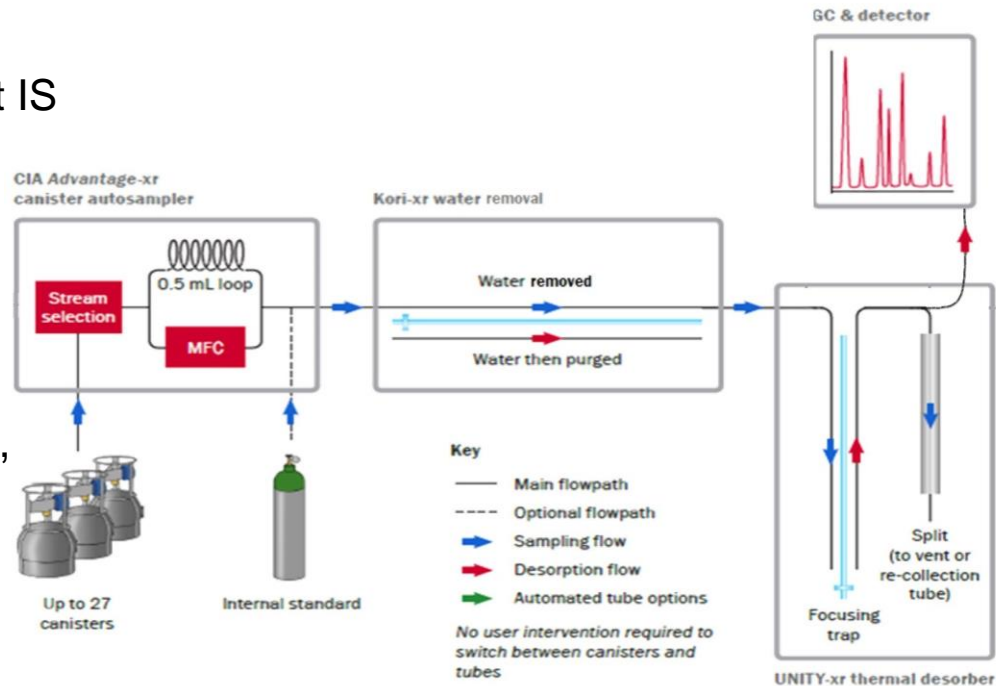 t IS
,
GC & detector
CIA Advantage-xr
canister autosampler
Kori-xr water removal
0.5 mL loop
Stream
selection
MFC
Water removed
Water then purged
Up to 27
canisters
Internal standard
Key
Main flowpath
Optional flowpath
Sampling flow
Desorption flow
Automated tube options
No user intervention required to
switch between canisters and
tubes
Split
(to vent or
re-collection
tube)
Focusing
trap
UNITY-xr thermal desorber